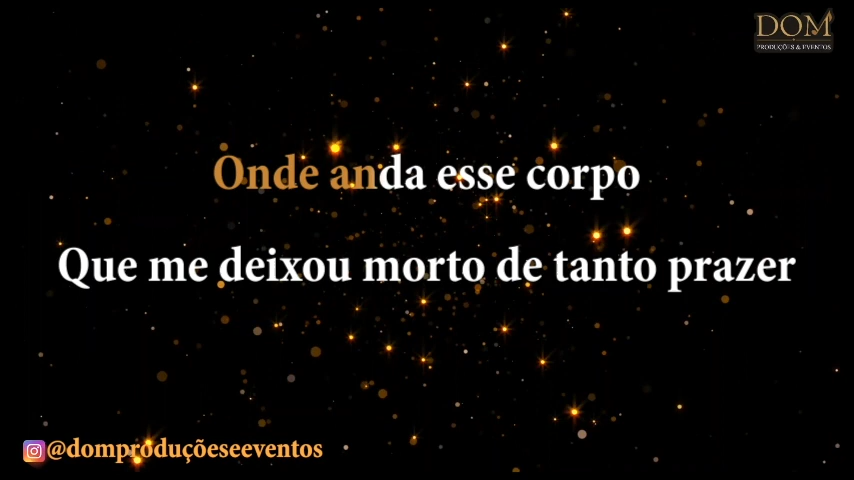 DOM
PRODUÇÕES & EVENTOS
Onde anda esse corpo
Que me deixou morto de tanto prazer
@domproduçõeseeventos